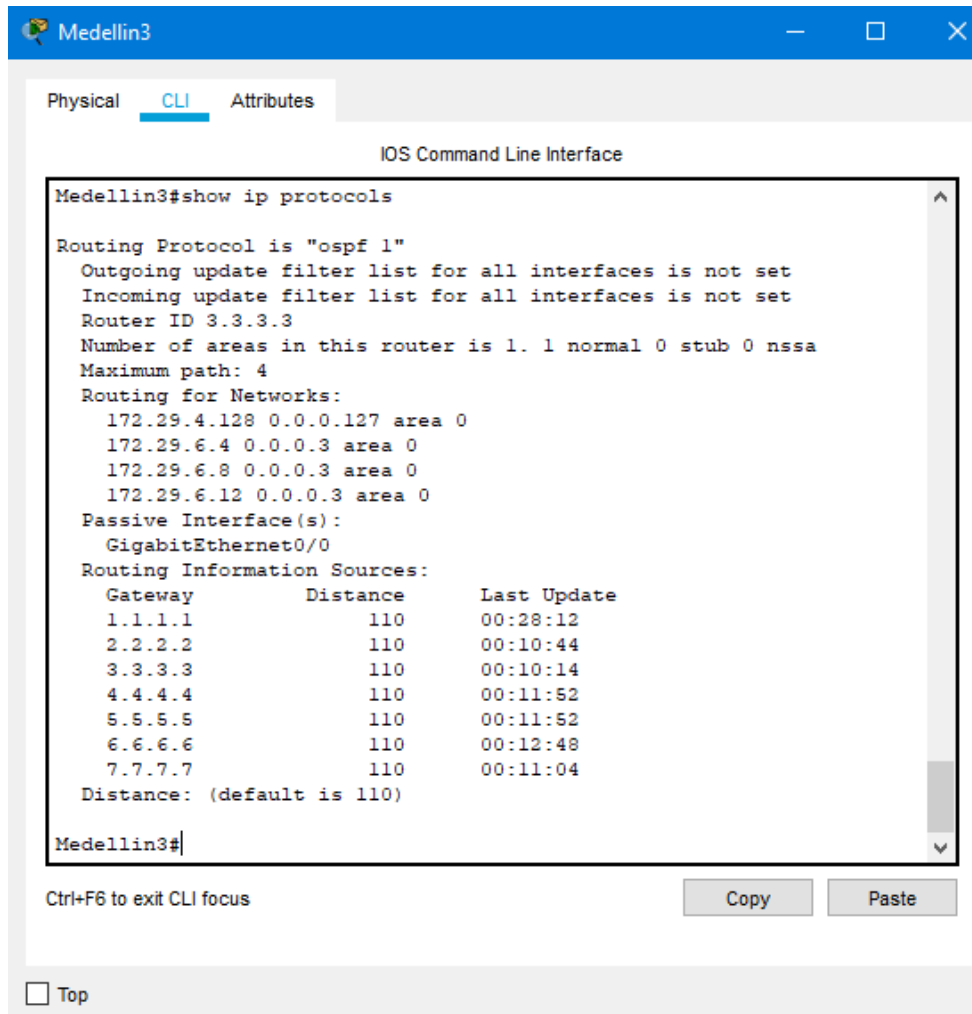 Medellin3
Physical CLI Attributes
IOS Command Line Interface
Medellin3#show ip protocols
Routing Protocol is "ospf 1"
Outgoing update filter list for all interfaces is not set
Incoming update filter list for all interfaces is not set
Router ID 3.3.3.3
Number of areas in this router is 1. 1 normal 0 stub 0 nssa
Maximum path: 4
Routing for Networks:
172.29.4.128 0.0.0.127 area 0
172.29.6.4 0.0.0.3 area 0
172.29.6.8 0.0.0.3 area 0
172.29.6.12 0.0.0.3 area 0
Passive Interface(s):
GigabitEthernet0/0
Routing Information Sources:
Gateway Distance Last Update
1.1.1.1 110 00:28:12
2.2.2.2 110 00:10:44
3.3.3.3 110 00:10:14
4.4.4.4 110 00:11:52
5.5.5.5 110 00:11:52
6.6.6.6 110 00:12:48
7.7.7.7 110 00:11:04
Distance: (default is 110)
Medellin3#
Ctrl+F6 to exit CLI focus
Copy Paste
Top